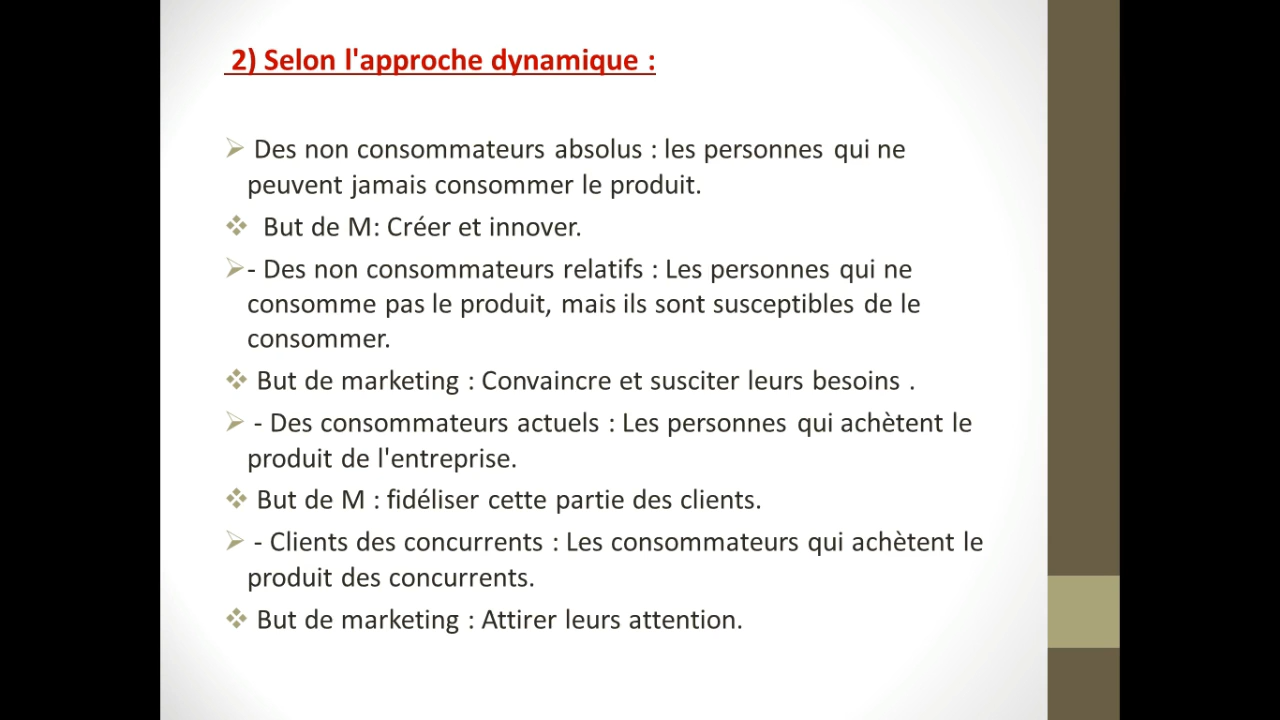 2) Selon l'approche dynamique :
Des non consommateurs absolus : les personnes qui ne
peuvent jamais consommer le produit.
But de M: Créer et innover.
- Des non consommateurs relatifs : Les personnes qui ne
consomme pas le produit, mais ils sont susceptibles de le
consommer.
But de marketing : Convaincre et susciter leurs besoins .
- Des consommateurs actuels : Les personnes qui achètent le
produit de l'entreprise.
But de M : fidéliser cette partie des clients.
- Clients des concurrents : Les consommateurs qui achètent le
produit des concurrents.
But de marketing : Attirer leurs attention.